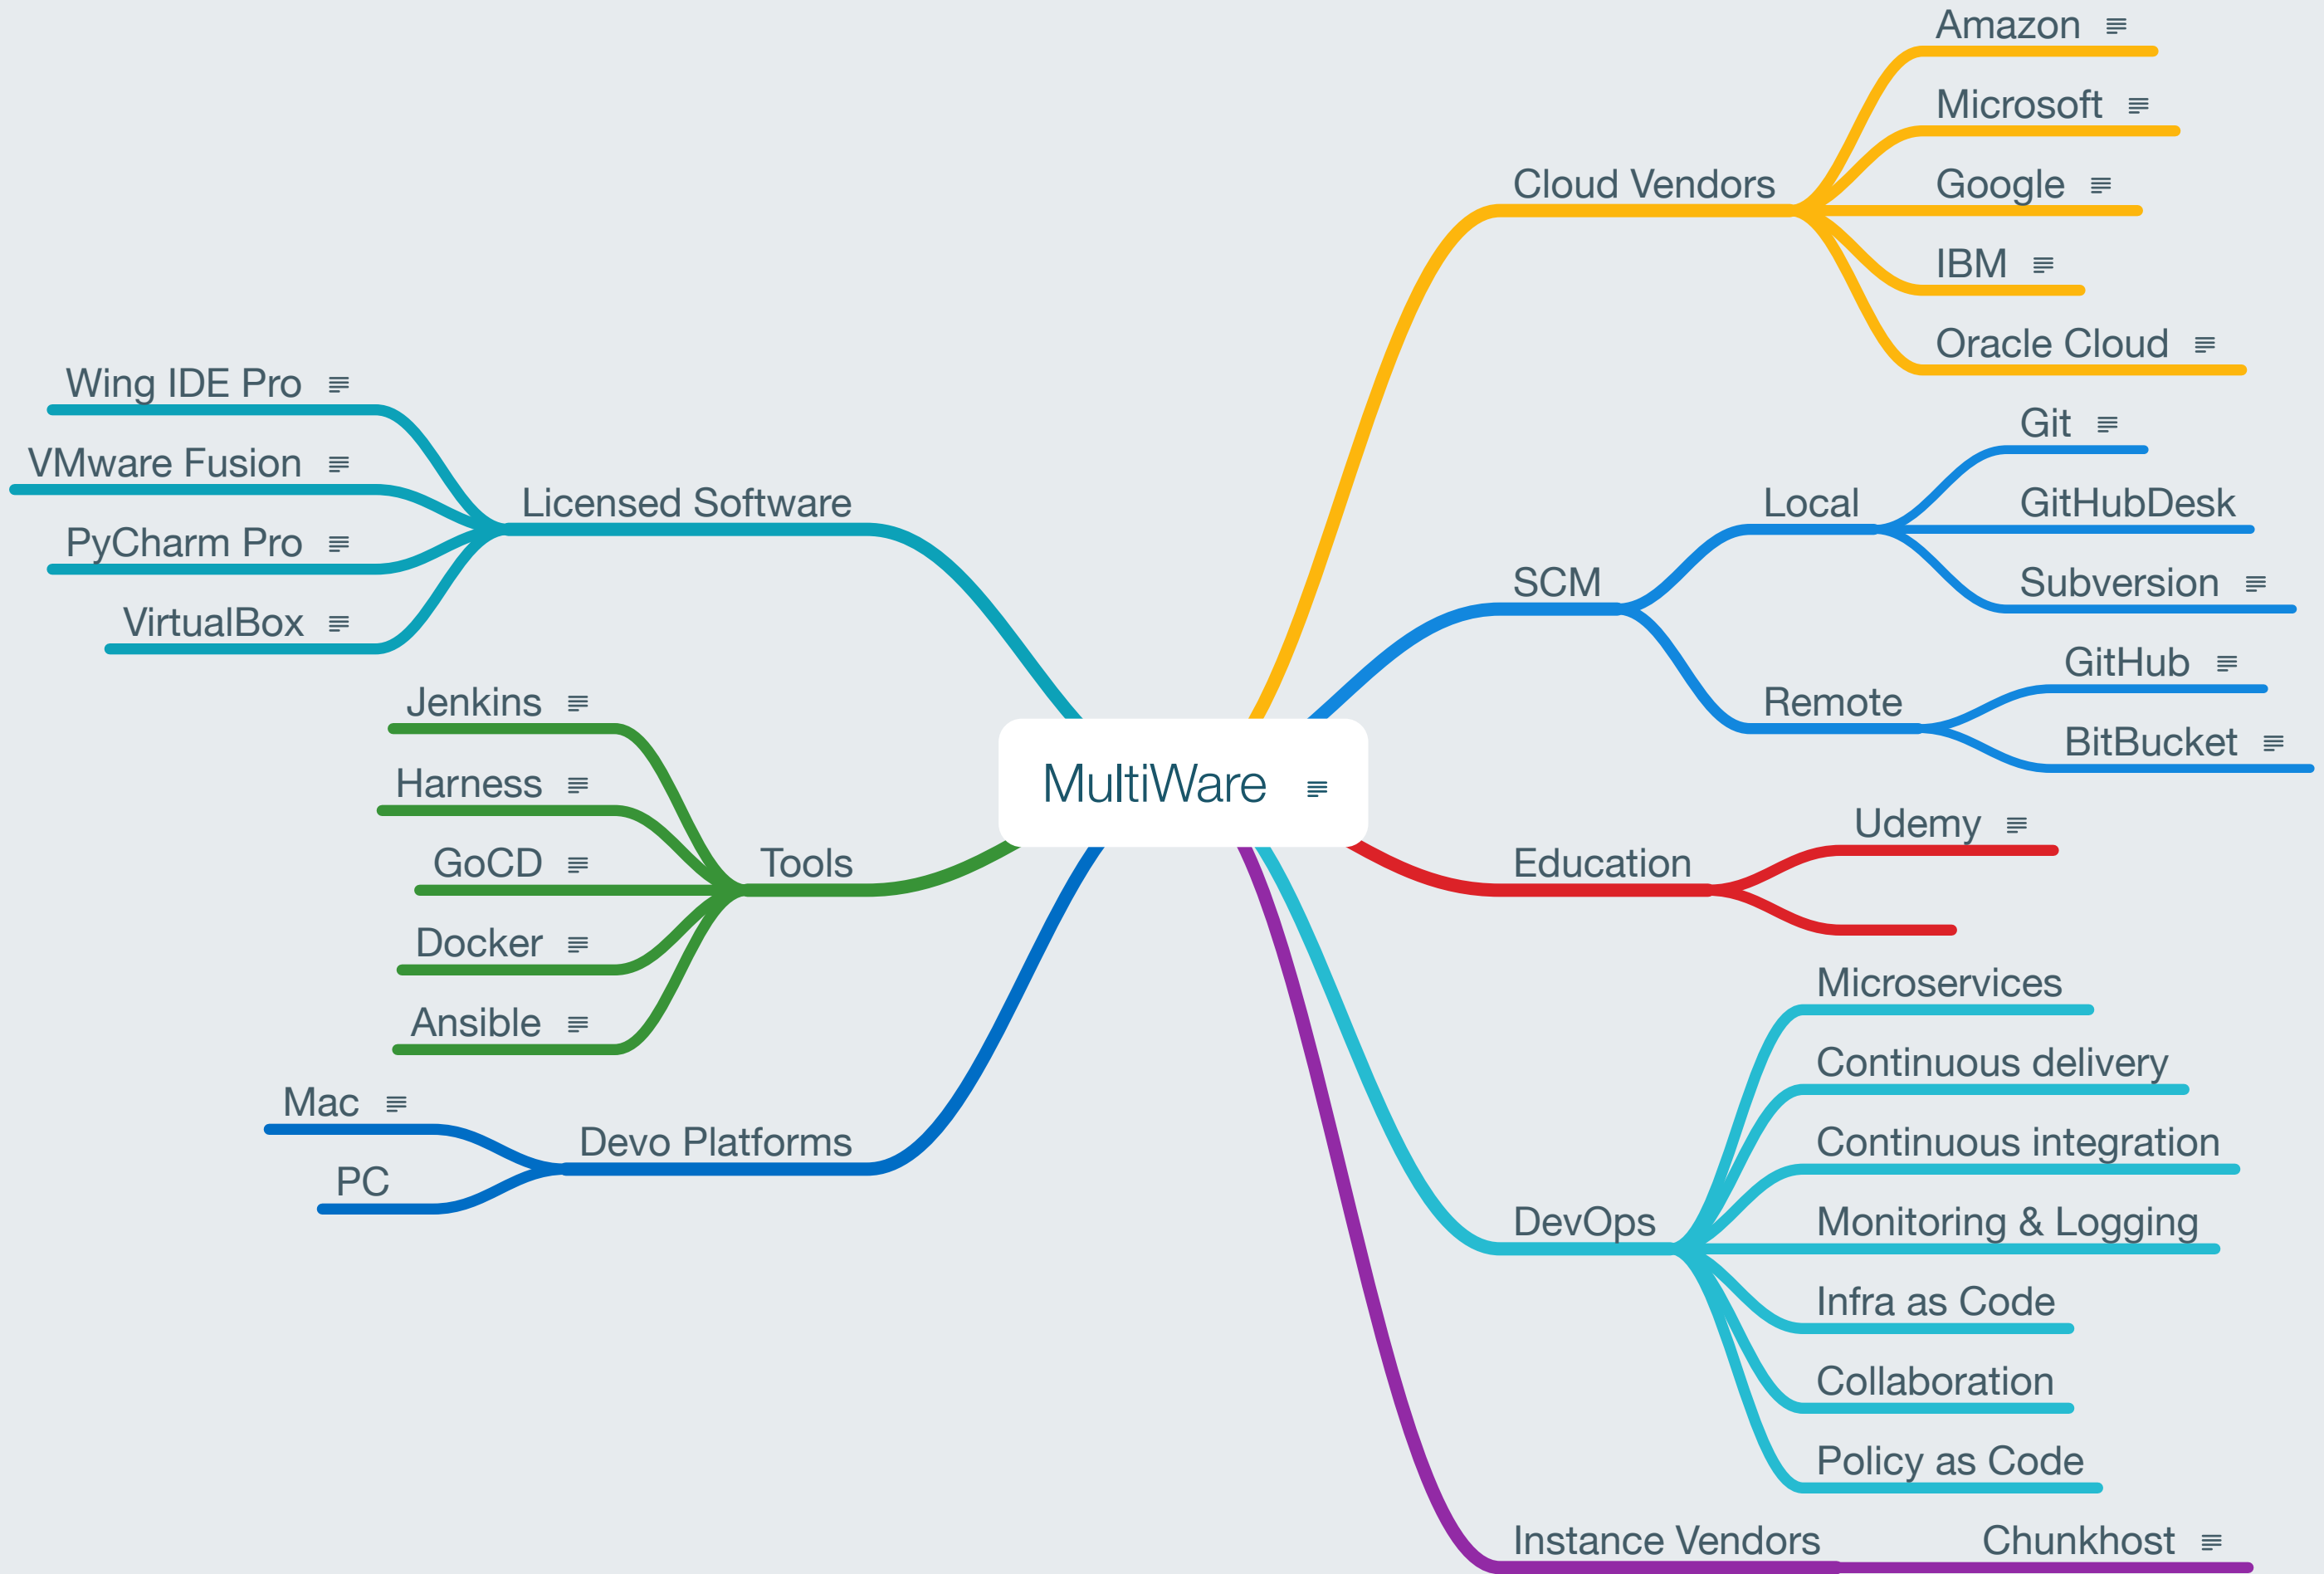 MultiWare
Cloud Vendors
Amazon
Microsoft
Google
IBM
Oracle Cloud
SCM
Local
Git
GitHubDesk
Subversion
Remote
GitHub
BitBucket
Education
Udemy
DevOps
Microservices
Continuous delivery
Continuous integration
Monitoring & Logging
Infra as Code
Collaboration
Policy as Code
Instance Vendors
Chunkhost
Licensed Software
Wing IDE Pro
VMware Fusion
PyCharm Pro
VirtualBox
Tools
Jenkins
Harness
GoCD
Docker
Ansible
Devo Platforms
Mac
PC